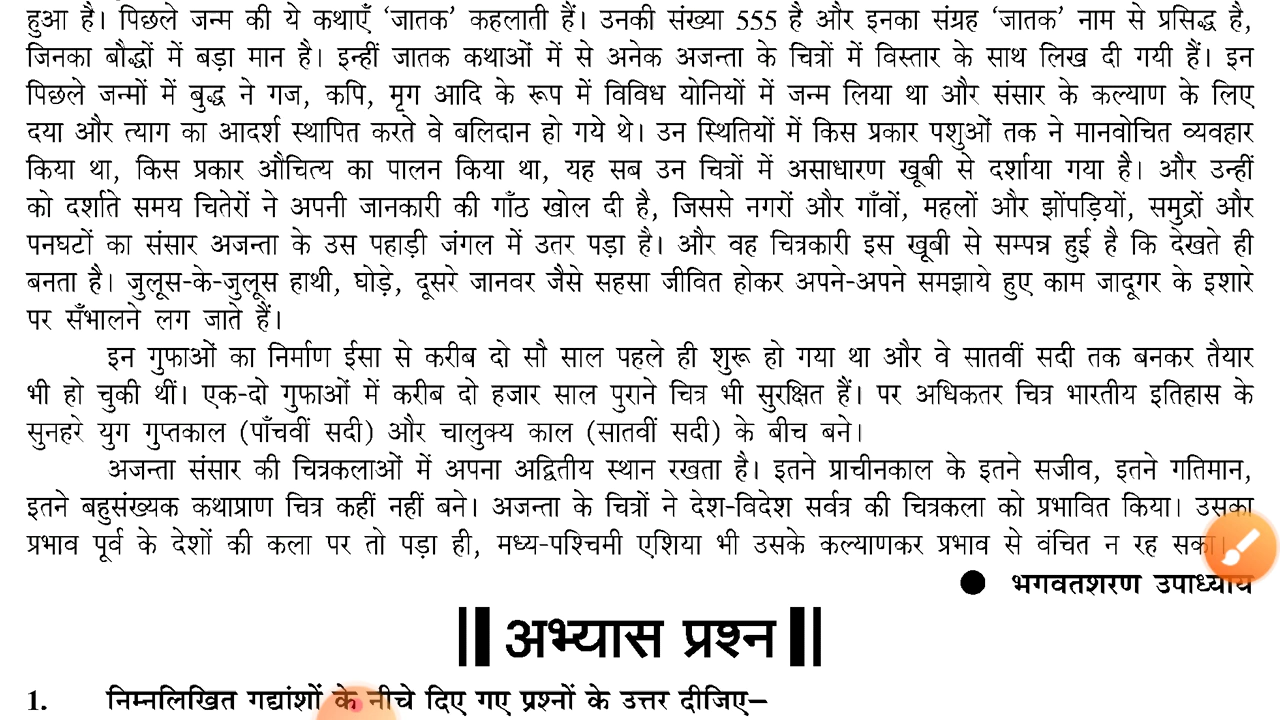 हुआ है। पिछले जन्म की ये कथाएँ ‘जातक’ कहलाती हैं। उनकी संख्या 555 है और इनका संग्रह ‘जातक’ नाम से प्रसिद्ध है,
जिनका बौद्धों में बड़ा मान है। इन्हीं जातक कथाओं में से अनेक अजन्ता के चित्रों में विस्तार के साथ लिख दी गयी हैं। इन
पिछले जन्मों में बुद्ध ने गज, कपि, मृग आदि के रूप में विविध योनियों में जन्म लिया था और संसार के कल्याण के लिए
दया और त्याग का आदर्श स्थापित करते वे बलिदान हो गये थे। उन स्थितियों में किस प्रकार पशुओं तक ने मानवोचित व्यवहार
किया था, किस प्रकार औचित्य का पालन किया था, यह सब उन चित्रों में असाधारण खूबी से दर्शाया गया है। और उन्हीं
को दर्शाते समय चितेरों ने अपनी जानकारी की गाँठ खोल दी है, जिससे नगरों और गाँवों, महलों और झोंपड़ियों, समुद्रों और
पनघटों का संसार अजन्ता के उस पहाड़ी जंगल में उतर पड़ा है। और वह चित्रकारी इस खूबी से सम्पन्न हुई है कि देखते ही
बनता है। जुलूस-के-जुलूस हाथी, घोड़े, दूसरे जानवर जैसे सहसा जीवित होकर अपने-अपने समझाये हुए काम जादूगर के इशारे
पर सँभालने लग जाते हैं।
इन गुफाओं का निर्माण ईसा से करीब दो सौ साल पहले ही शुरू हो गया था और वे सातवीं सदी तक बनकर तैयार
भी हो चुकी थीं। एक-दो गुफाओं में करीब दो हजार साल पुराने चित्र भी सुरक्षित हैं। पर अधिकतर चित्र भारतीय इतिहास के
सुनहरे युग गुप्तकाल (पाँचवीं सदी) और चालुक्य काल (सातवीं सदी) के बीच बने।
अजन्ता संसार की चित्रकलाओं में अपना अद्वितीय स्थान रखता है। इतने प्राचीनकाल के इतने सजीव, इतने गतिमान,
इतने बहुसंख्यक कथाप्राण चित्र कहीं नहीं बने। अजन्ता के चित्रों ने देश-विदेश सर्वत्र की चित्रकला को प्रभावित किया। उसका
प्रभाव पूर्व के देशों की कला पर तो पड़ा ही, मध्य-पश्चिमी एशिया भी उसके कल्याणकर प्रभाव से वंचित न रह सका।
● भगवतशरण उपाध्याय
अभ्यास प्रश्न
1. निम्नलिखित गद्यांशों के नीचे दिए गए प्रश्नों के उत्तर दीजिए–